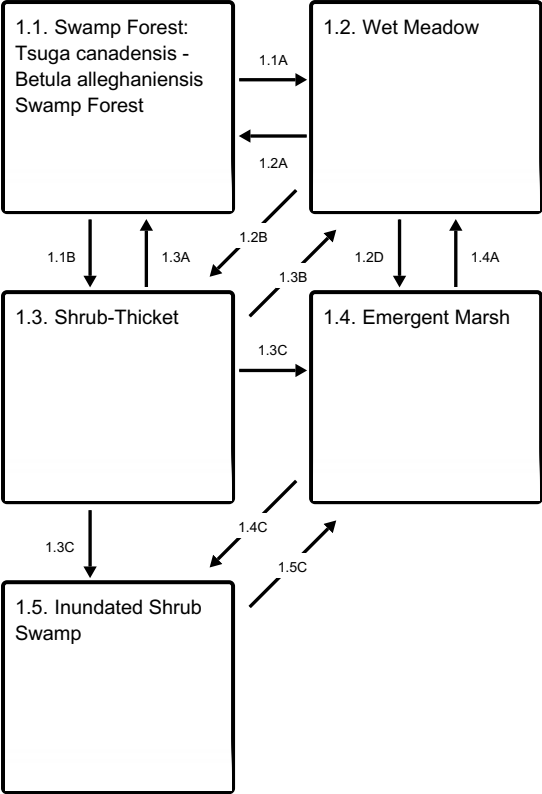 1.1. Swamp Forest:
Tsuga canadensis -
Betula alleghaniensis
Swamp Forest
1.1A
1.2. Wet Meadow
1.2A
1.1B
1.3A
1.2B
1.3B
1.2D
1.4A
1.3. Shrub-Thicket
1.3C
1.4. Emergent Marsh
1.3C
1.4C
1.5C
1.5. Inundated Shrub
Swamp